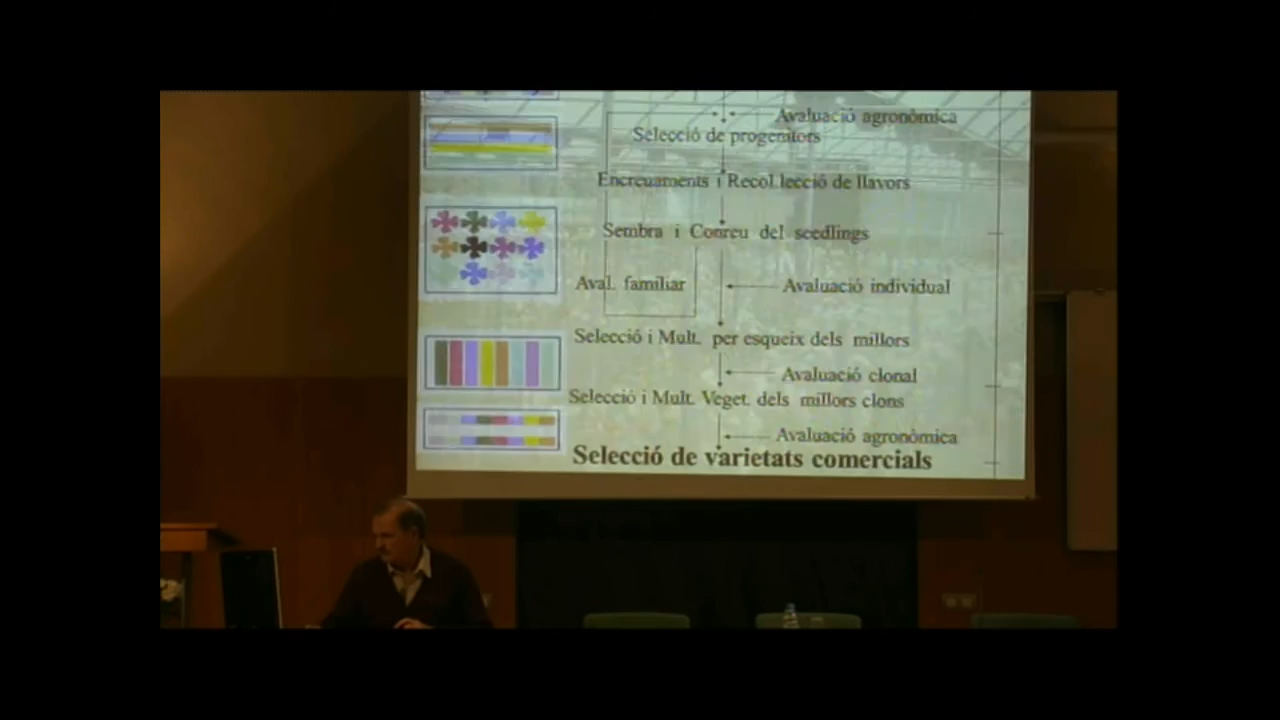 Avaluació agronòmica
Selecció de progenitors
Encreuaments i Recol.lecció de llavors
Sembra i Conreu del seedlings
Aval. familiar
Avaluació individual
Selecció i Mult. per esqueix dels millors
Avaluació clonal
Selecció i Mult. Veget. dels millors clons
Avaluació agronòmica
Selecció de varietats comercials